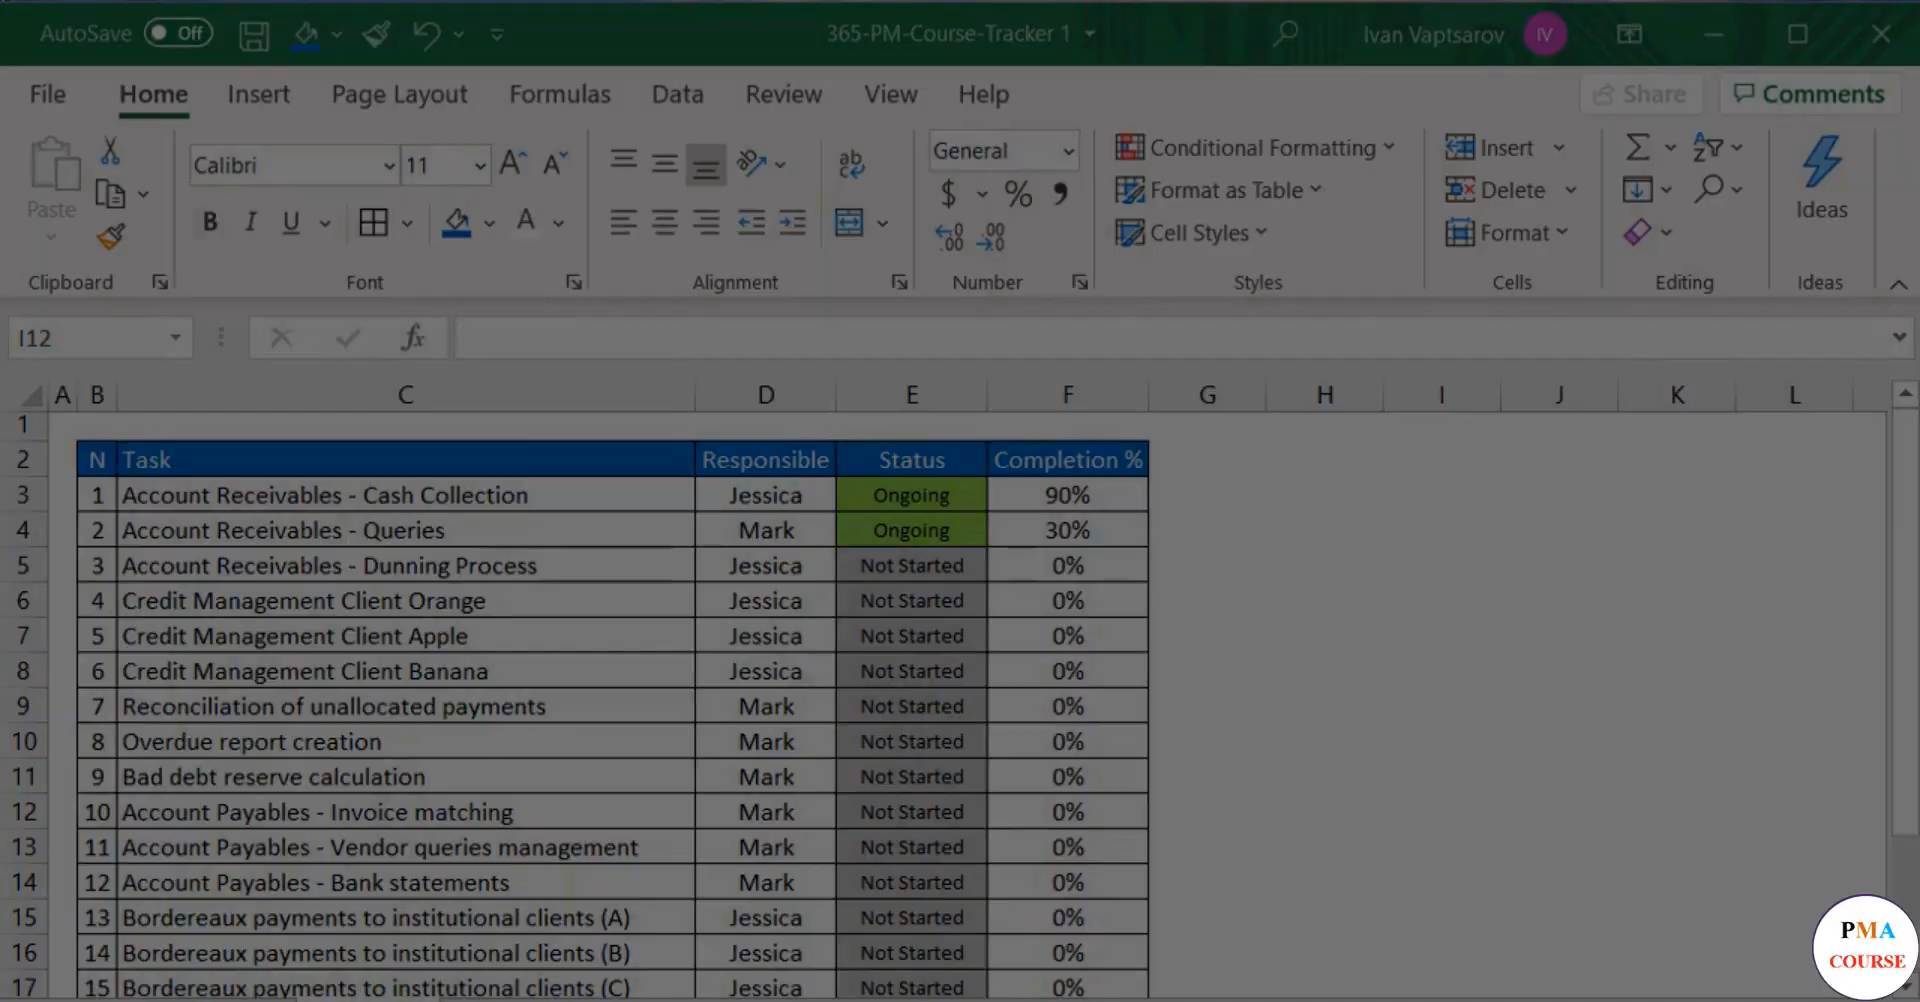 AutoSave Off 365-PM-Course-Tracker 1 Ivan Vaptsarov IV
File Home Insert Page Layout Formulas Data Review View Help Share Comments
Paste Calibri 11 A A ab General Conditional Formatting Insert Ideas
$ % , Format as Table Delete
B I U A Cell Styles Format
Clipboard Font Alignment Number Styles Cells Editing Ideas
I12 fx
A B C D E F G H I J K L
1
2 N Task Responsible Status Completion %
3 1 Account Receivables - Cash Collection Jessica Ongoing 90%
4 2 Account Receivables - Queries Mark Ongoing 30%
5 3 Account Receivables - Dunning Process Jessica Not Started 0%
6 4 Credit Management Client Orange Jessica Not Started 0%
7 5 Credit Management Client Apple Jessica Not Started 0%
8 6 Credit Management Client Banana Jessica Not Started 0%
9 7 Reconciliation of unallocated payments Mark Not Started 0%
10 8 Overdue report creation Mark Not Started 0%
11 9 Bad debt reserve calculation Mark Not Started 0%
12 10 Account Payables - Invoice matching Mark Not Started 0%
13 11 Account Payables - Vendor queries management Mark Not Started 0%
14 12 Account Payables - Bank statements Mark Not Started 0%
15 13 Bordereaux payments to institutional clients (A) Jessica Not Started 0%
16 14 Bordereaux payments to institutional clients (B) Jessica Not Started 0%
17 15 Bordereaux payments to institutional clients (C) Jessica Not Started 0%
PMA
COURSE